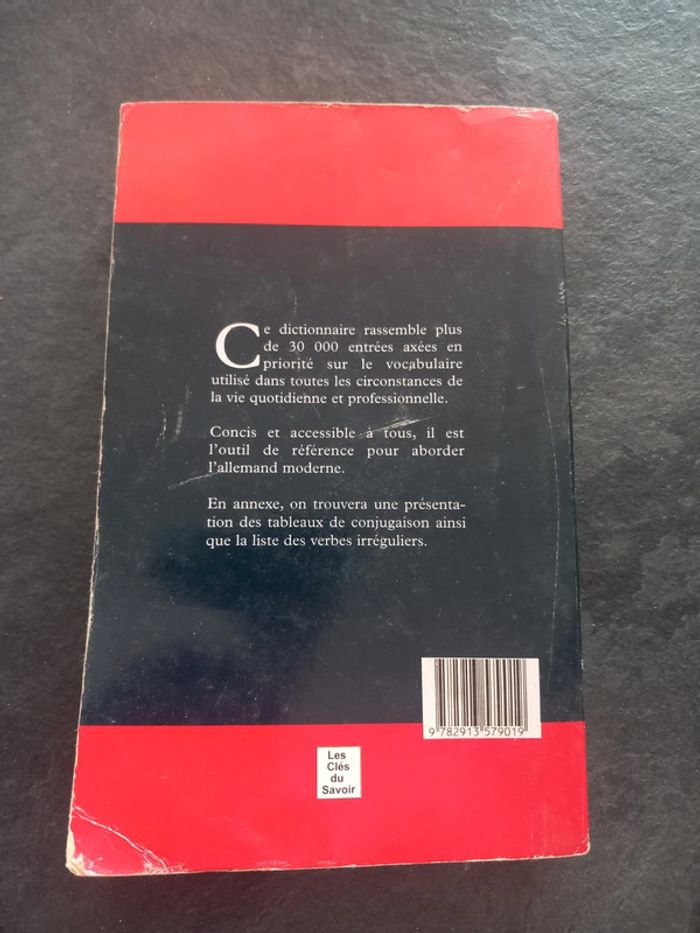 Ce dictionnaire rassemble plus
de 30 000 entrées axées en
priorité sur le vocabulaire
utilisé dans toutes les circonstances de
la vie quotidienne et professionnelle.
Concis et accessible à tous, il est
l'outil de référence pour aborder
l'allemand moderne.
En annexe, on trouvera une présenta-
tion des tableaux de conjugaison ainsi
que la liste des verbes irréguliers.
9 782913 579019
Les
Clés
du
Savoir